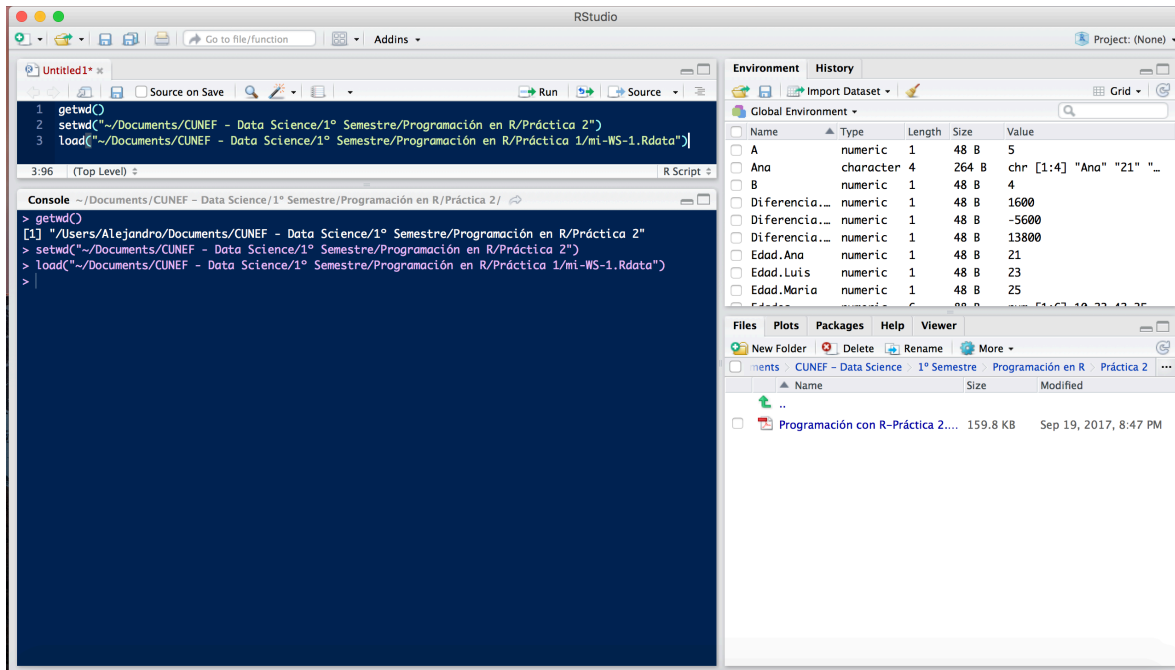 RStudio
Go to file/function
Addins
Project: (None)
Untitled1*
Source on Save
Run
Source
1 getwd()
2 setwd("~/Documents/CUNEF - Data Science/1º Semestre/Programación en R/Práctica 2")
3 load("~/Documents/CUNEF - Data Science/1º Semestre/Programación en R/Práctica 1/mi-WS-1.Rdata")
3:96 (Top Level) R Script
Console ~/Documents/CUNEF - Data Science/1º Semestre/Programación en R/Práctica 2/
> getwd()
[1] "/Users/Alejandro/Documents/CUNEF - Data Science/1º Semestre/Programación en R/Práctica 2"
> setwd("~/Documents/CUNEF - Data Science/1º Semestre/Programación en R/Práctica 2")
> load("~/Documents/CUNEF - Data Science/1º Semestre/Programación en R/Práctica 1/mi-WS-1.Rdata")
>
Environment History
Import Dataset Grid
Global Environment
Name Type Length Size Value
A numeric 1 48 B 5
Ana character 4 264 B chr [1:4] "Ana" "21" "…
B numeric 1 48 B 4
Diferencia.… numeric 1 48 B 1600
Diferencia.… numeric 1 48 B -5600
Diferencia.… numeric 1 48 B 13800
Edad.Ana numeric 1 48 B 21
Edad.Luis numeric 1 48 B 23
Edad.Maria numeric 1 48 B 25
Files Plots Packages Help Viewer
New Folder Delete Rename More
ments CUNEF - Data Science 1º Semestre Programación en R Práctica 2 ...
Name Size Modified
..
Programación con R-Práctica 2.... 159.8 KB Sep 19, 2017, 8:47 PM